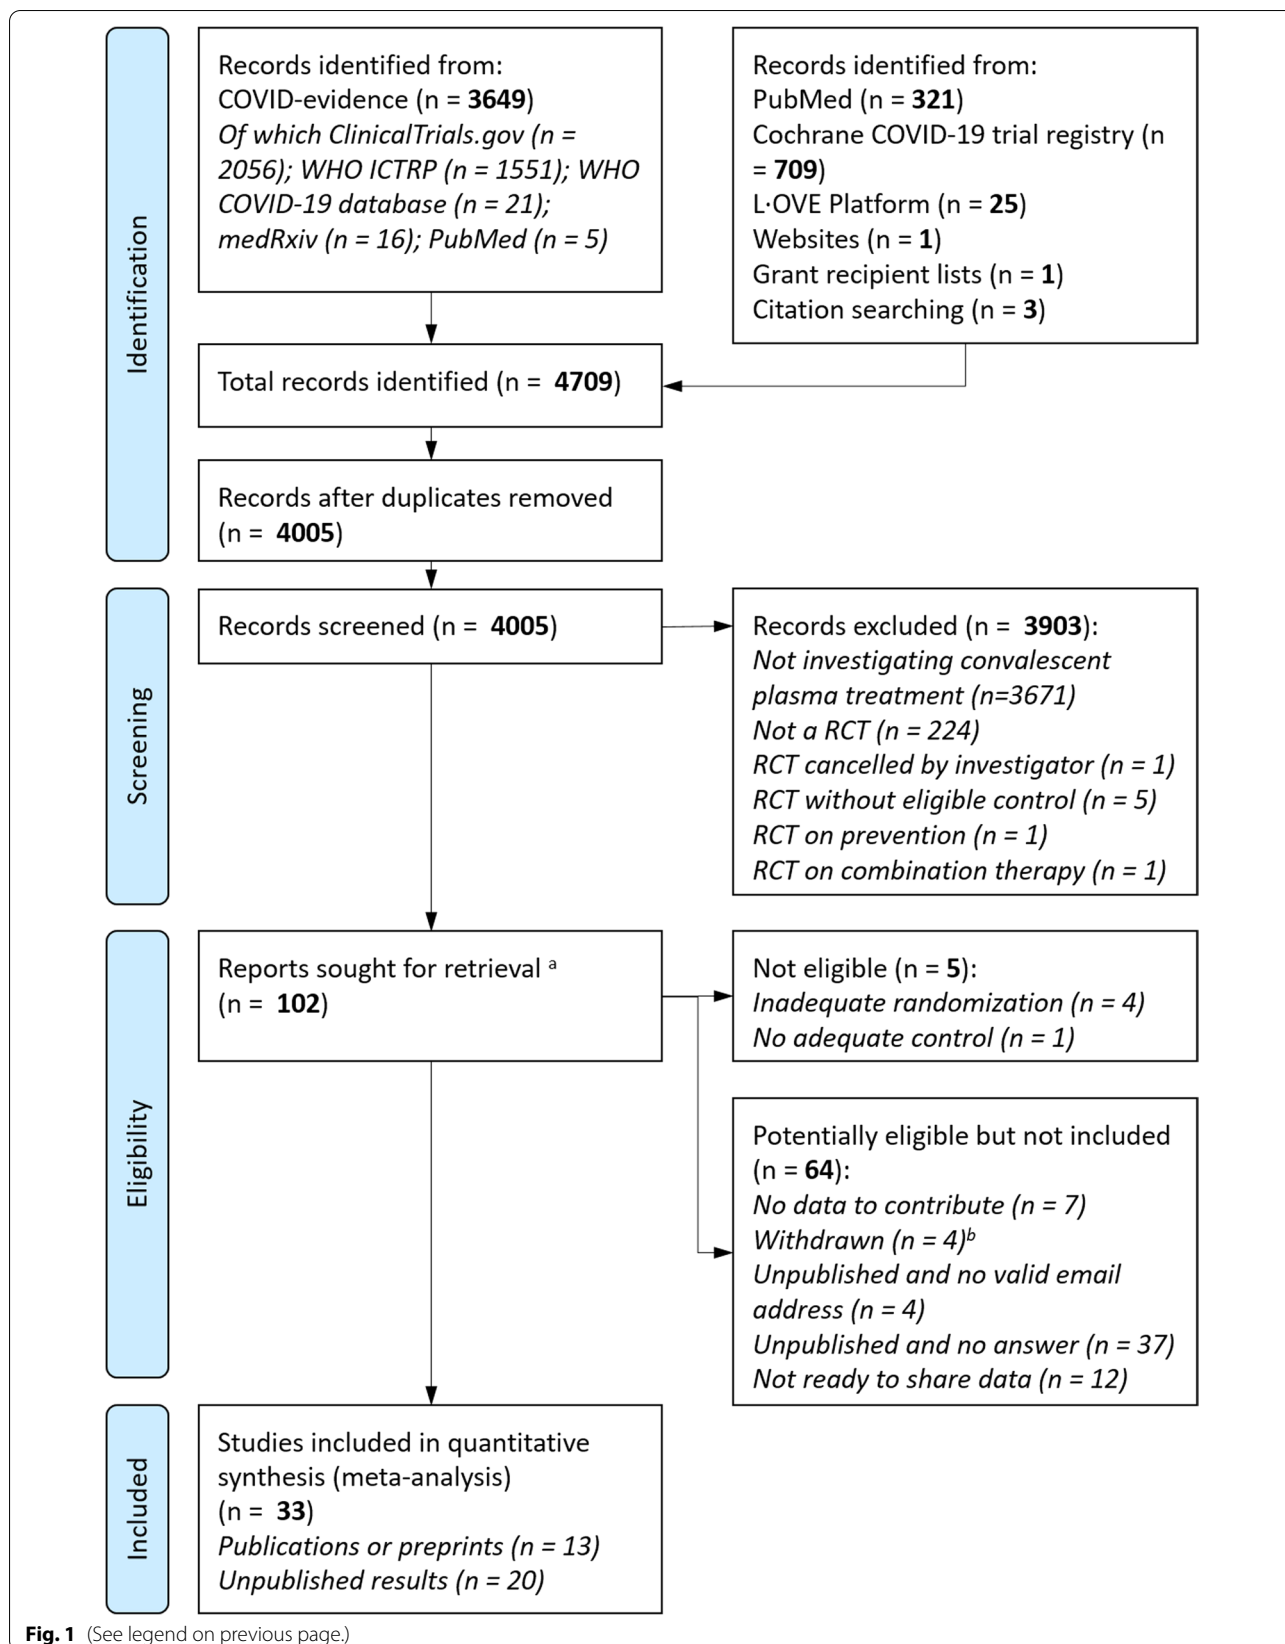 Identification
Records identified from:
COVID-evidence (n = 3649)
Of which ClinicalTrials.gov (n =
2056); WHO ICTRP (n = 1551); WHO
COVID-19 database (n = 21);
medRxiv (n = 16); PubMed (n = 5)
Records identified from:
PubMed (n = 321)
Cochrane COVID-19 trial registry (n
= 709)
L·OVE Platform (n = 25)
Websites (n = 1)
Grant recipient lists (n = 1)
Citation searching (n = 3)
Total records identified (n = 4709)
Records after duplicates removed
(n = 4005)
Screening
Records screened (n = 4005)
Records excluded (n = 3903):
Not investigating convalescent
plasma treatment (n=3671)
Not a RCT (n = 224)
RCT cancelled by investigator (n = 1)
RCT without eligible control (n = 5)
RCT on prevention (n = 1)
RCT on combination therapy (n = 1)
Eligibility
Reports sought for retrieval a
(n = 102)
Not eligible (n = 5):
Inadequate randomization (n = 4)
No adequate control (n = 1)
Potentially eligible but not included
(n = 64):
No data to contribute (n = 7)
Withdrawn (n = 4)b
Unpublished and no valid email
address (n = 4)
Unpublished and no answer (n = 37)
Not ready to share data (n = 12)
Included
Studies included in quantitative
synthesis (meta-analysis)
(n = 33)
Publications or preprints (n = 13)
Unpublished results (n = 20)
Fig. 1 (See legend on previous page.)